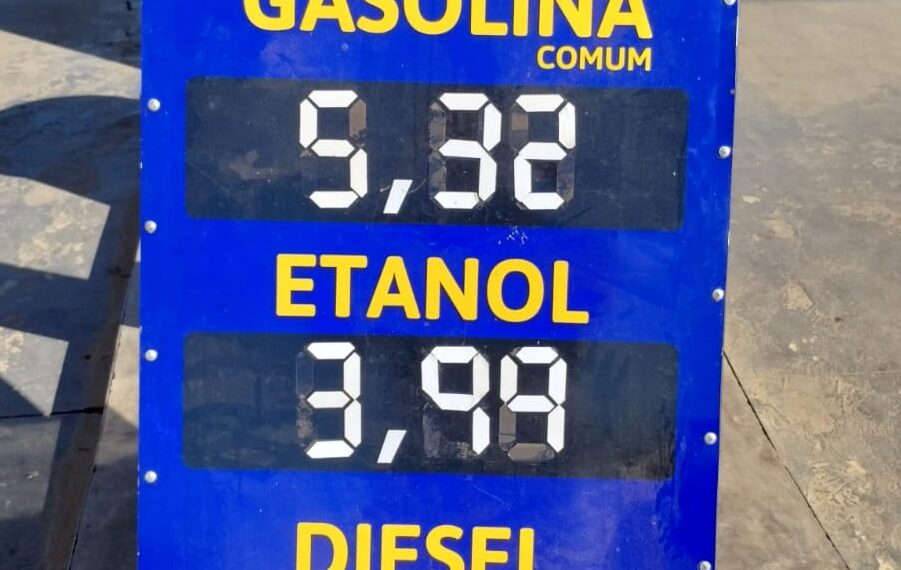 GASOLINA
COMUM
5,32
ETANOL
3,99
DIESEL